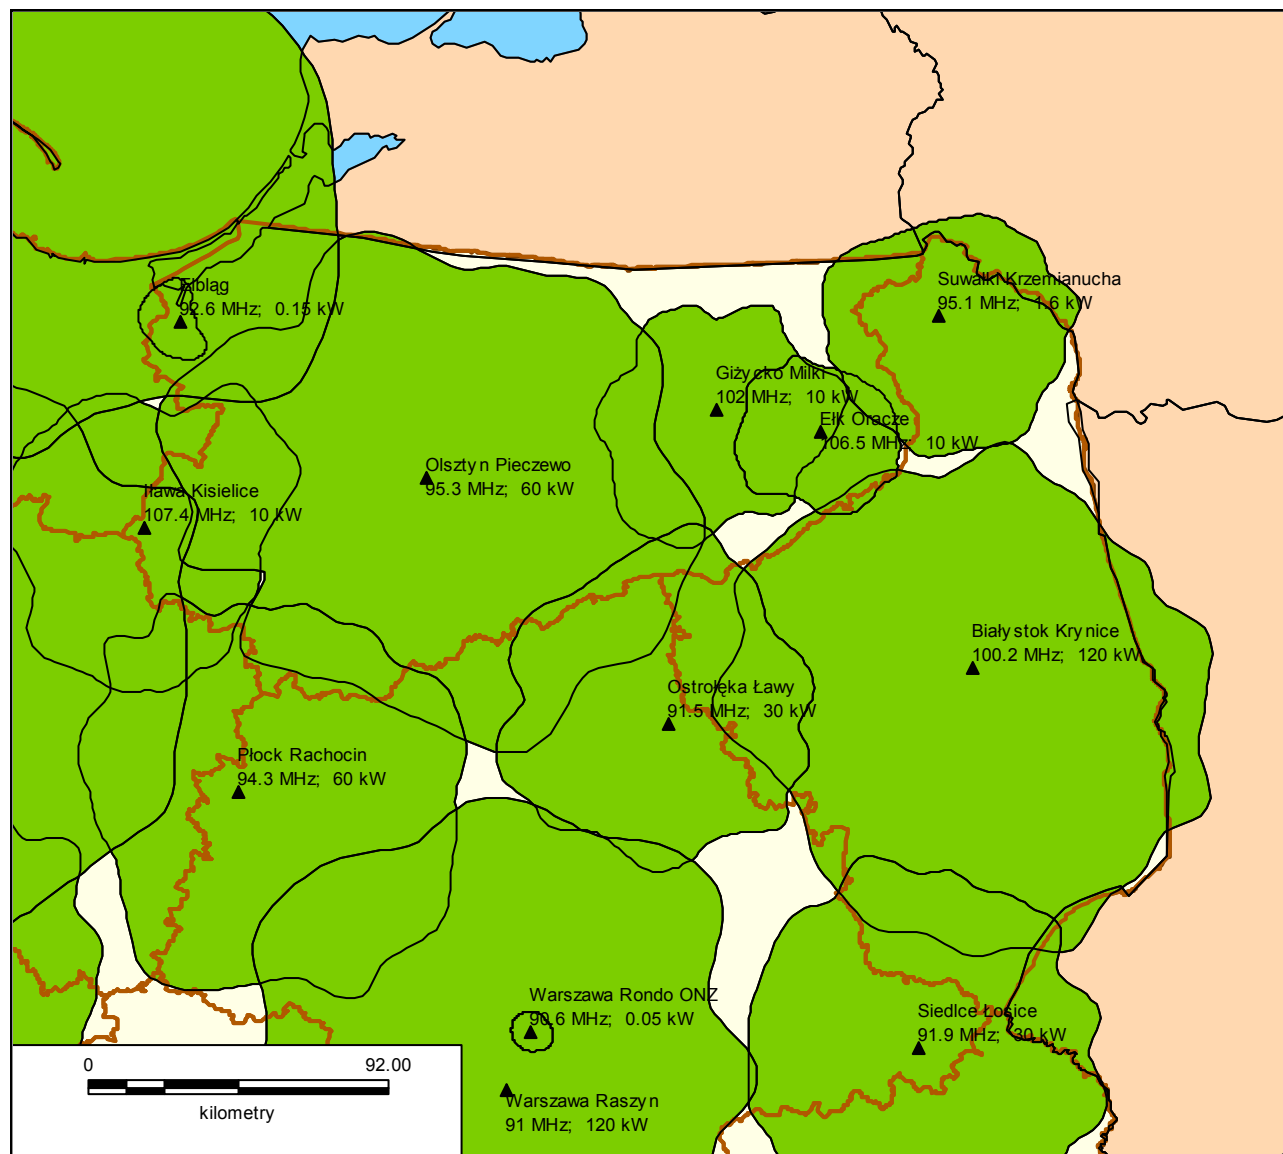 Elbląg
92.6 MHz;  0.15 kW
Suwałki Krzemianucha
95.1 MHz;  1.6 kW
Giżycko Miłki
102 MHz;  10 kW
Ełk Oracze
106.5 MHz;  10 kW
Olsztyn Pieczewo
95.3 MHz;  60 kW
Iława Kisielice
107.4 MHz;  10 kW
Białystok Krynice
100.2 MHz;  120 kW
Ostrołęka Ławy
91.5 MHz;  30 kW
Płock Rachocin
94.3 MHz;  60 kW
Warszawa Rondo ONZ
90.6 MHz;  0.05 kW
Siedlce Łosice
91.9 MHz;  30 kW
Warszawa Raszyn
91 MHz;  120 kW
0 92.00
kilometry